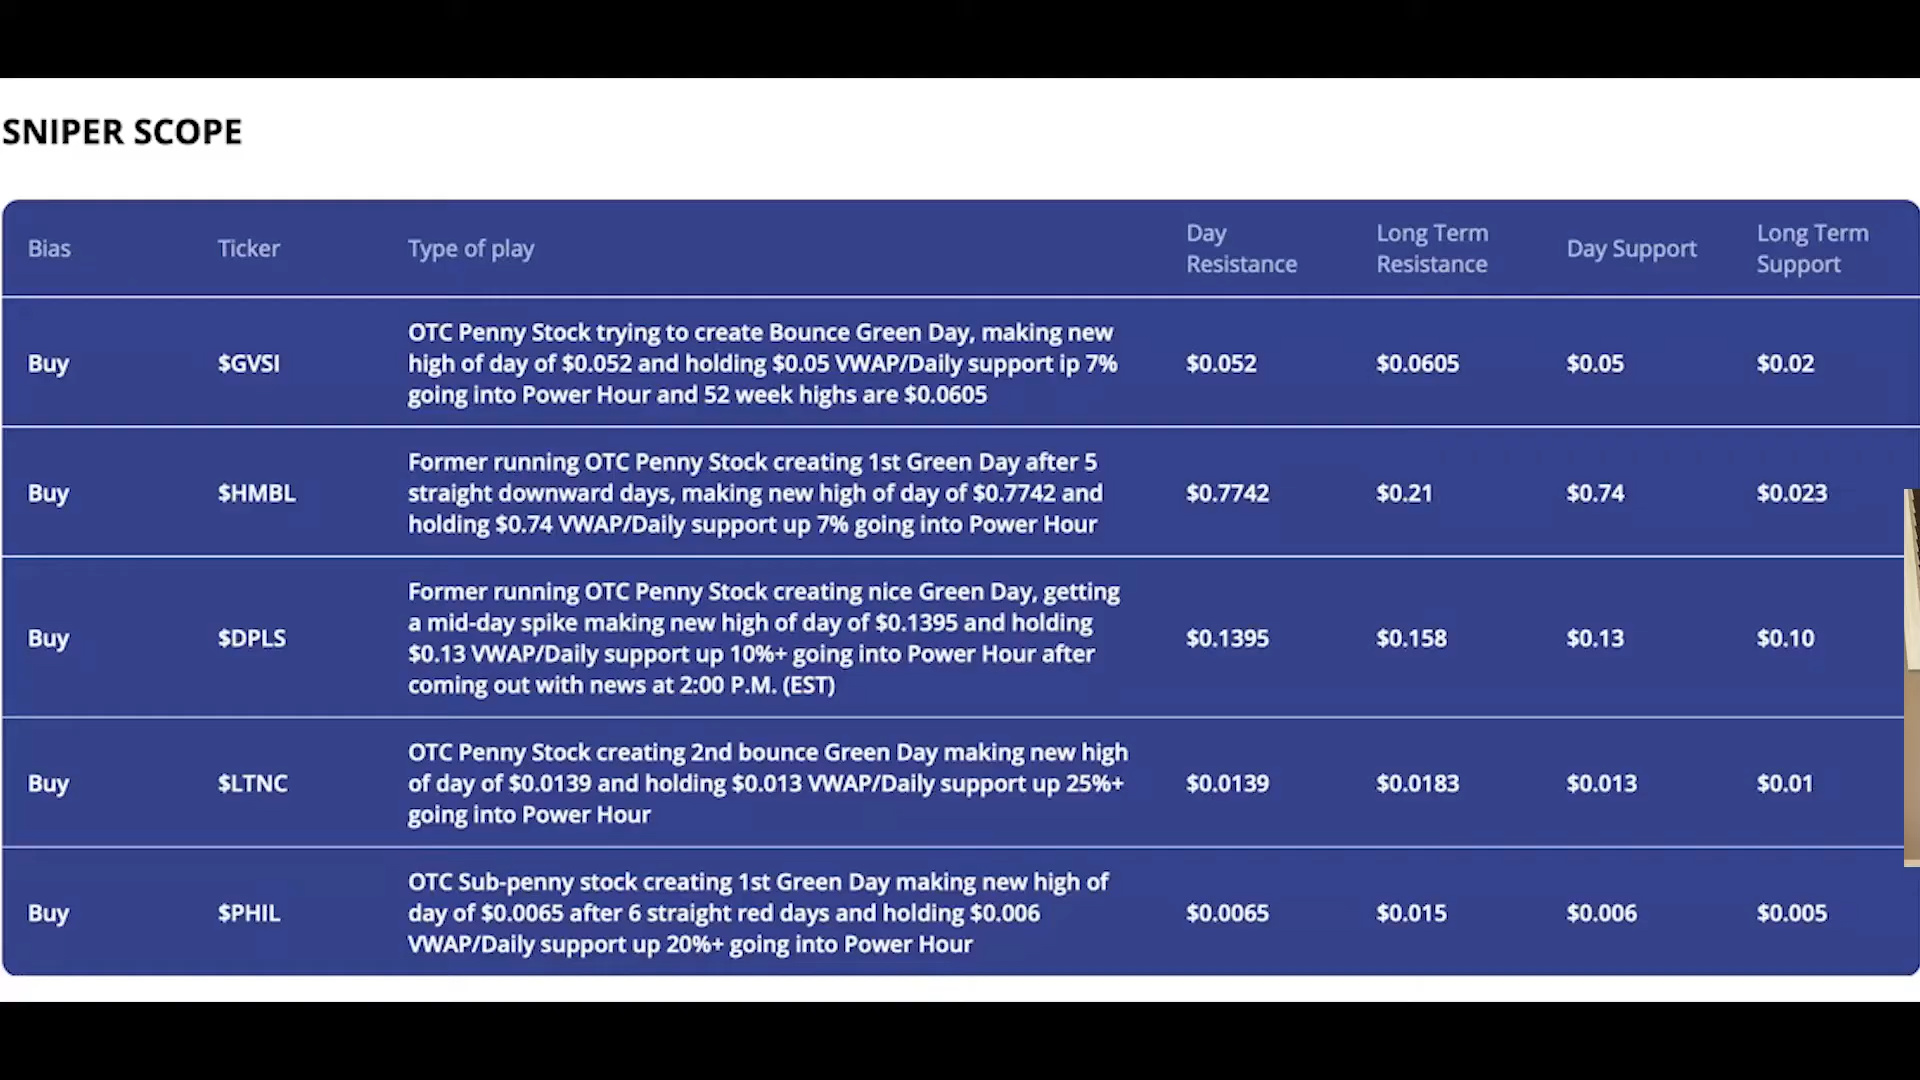 SNIPER SCOPE
Bias
Ticker
Type of play
Day
Resistance
Long Term
Resistance
Day Support
Long Term
Support
Buy
$GVSI
OTC Penny Stock trying to create Bounce Green Day, making new
high of day of $0.052 and holding $0.05 VWAP/Daily support ip 7%
going into Power Hour and 52 week highs are $0.0605
$0.052
$0.0605
$0.05
$0.02
Buy
$HMBL
Former running OTC Penny Stock creating 1st Green Day after 5
straight downward days, making new high of day of $0.7742 and
holding $0.74 VWAP/Daily support up 7% going into Power Hour
$0.7742
$0.21
$0.74
$0.023
Buy
$DPLS
Former running OTC Penny Stock creating nice Green Day, getting
a mid-day spike making new high of day of $0.1395 and holding
$0.13 VWAP/Daily support up 10%+ going into Power Hour after
coming out with news at 2:00 P.M. (EST)
$0.1395
$0.158
$0.13
$0.10
Buy
$LTNC
OTC Penny Stock creating 2nd bounce Green Day making new high
of day of $0.0139 and holding $0.013 VWAP/Daily support up 25%+
going into Power Hour
$0.0139
$0.0183
$0.013
$0.01
Buy
$PHIL
OTC Sub-penny stock creating 1st Green Day making new high of
day of $0.0065 after 6 straight red days and holding $0.006
VWAP/Daily support up 20%+ going into Power Hour
$0.0065
$0.015
$0.006
$0.005